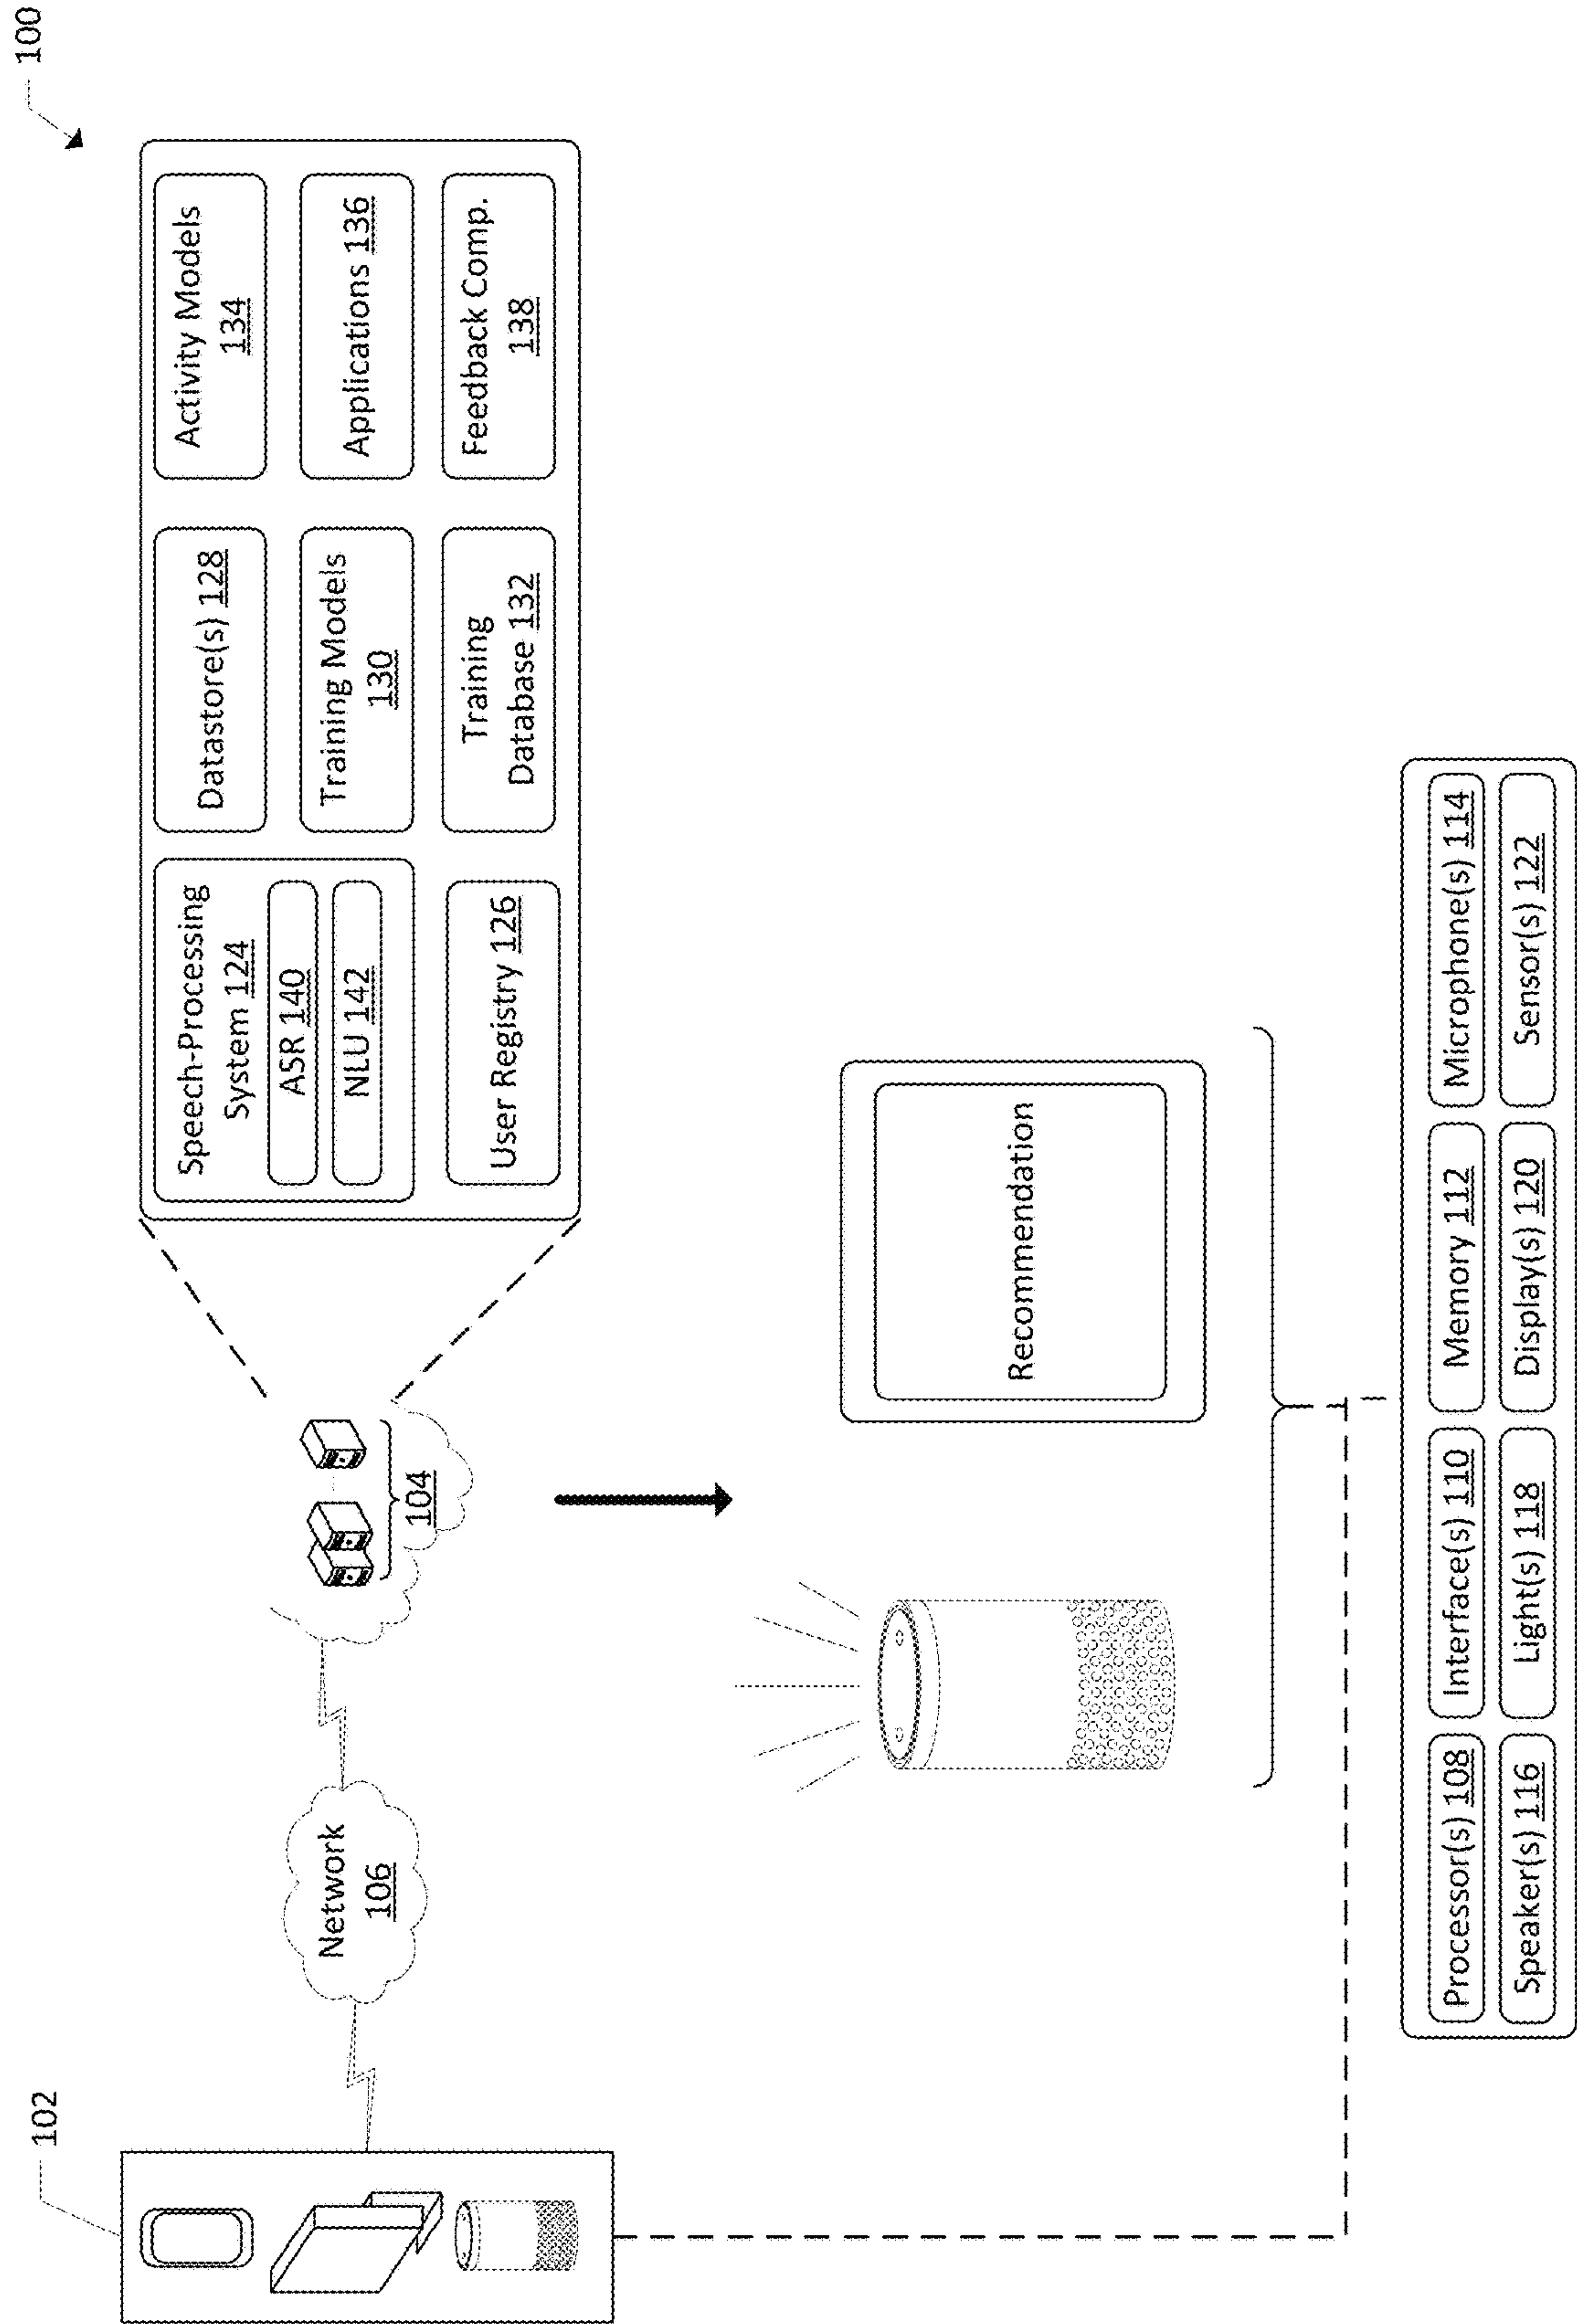 100
102
Network
106
104
Speech-Processing
System 124
ASR 140
NLU 142
User Registry 126
Datastore(s) 128
Training Models
130
Training
Database 132
Activity Models
134
Applications 136
Feedback Comp.
138
Recommendation
Processor(s) 108
Interface(s) 110
Memory 112
Microphone(s) 114
Speaker(s) 116
Light(s) 118
Display(s) 120
Sensor(s) 122